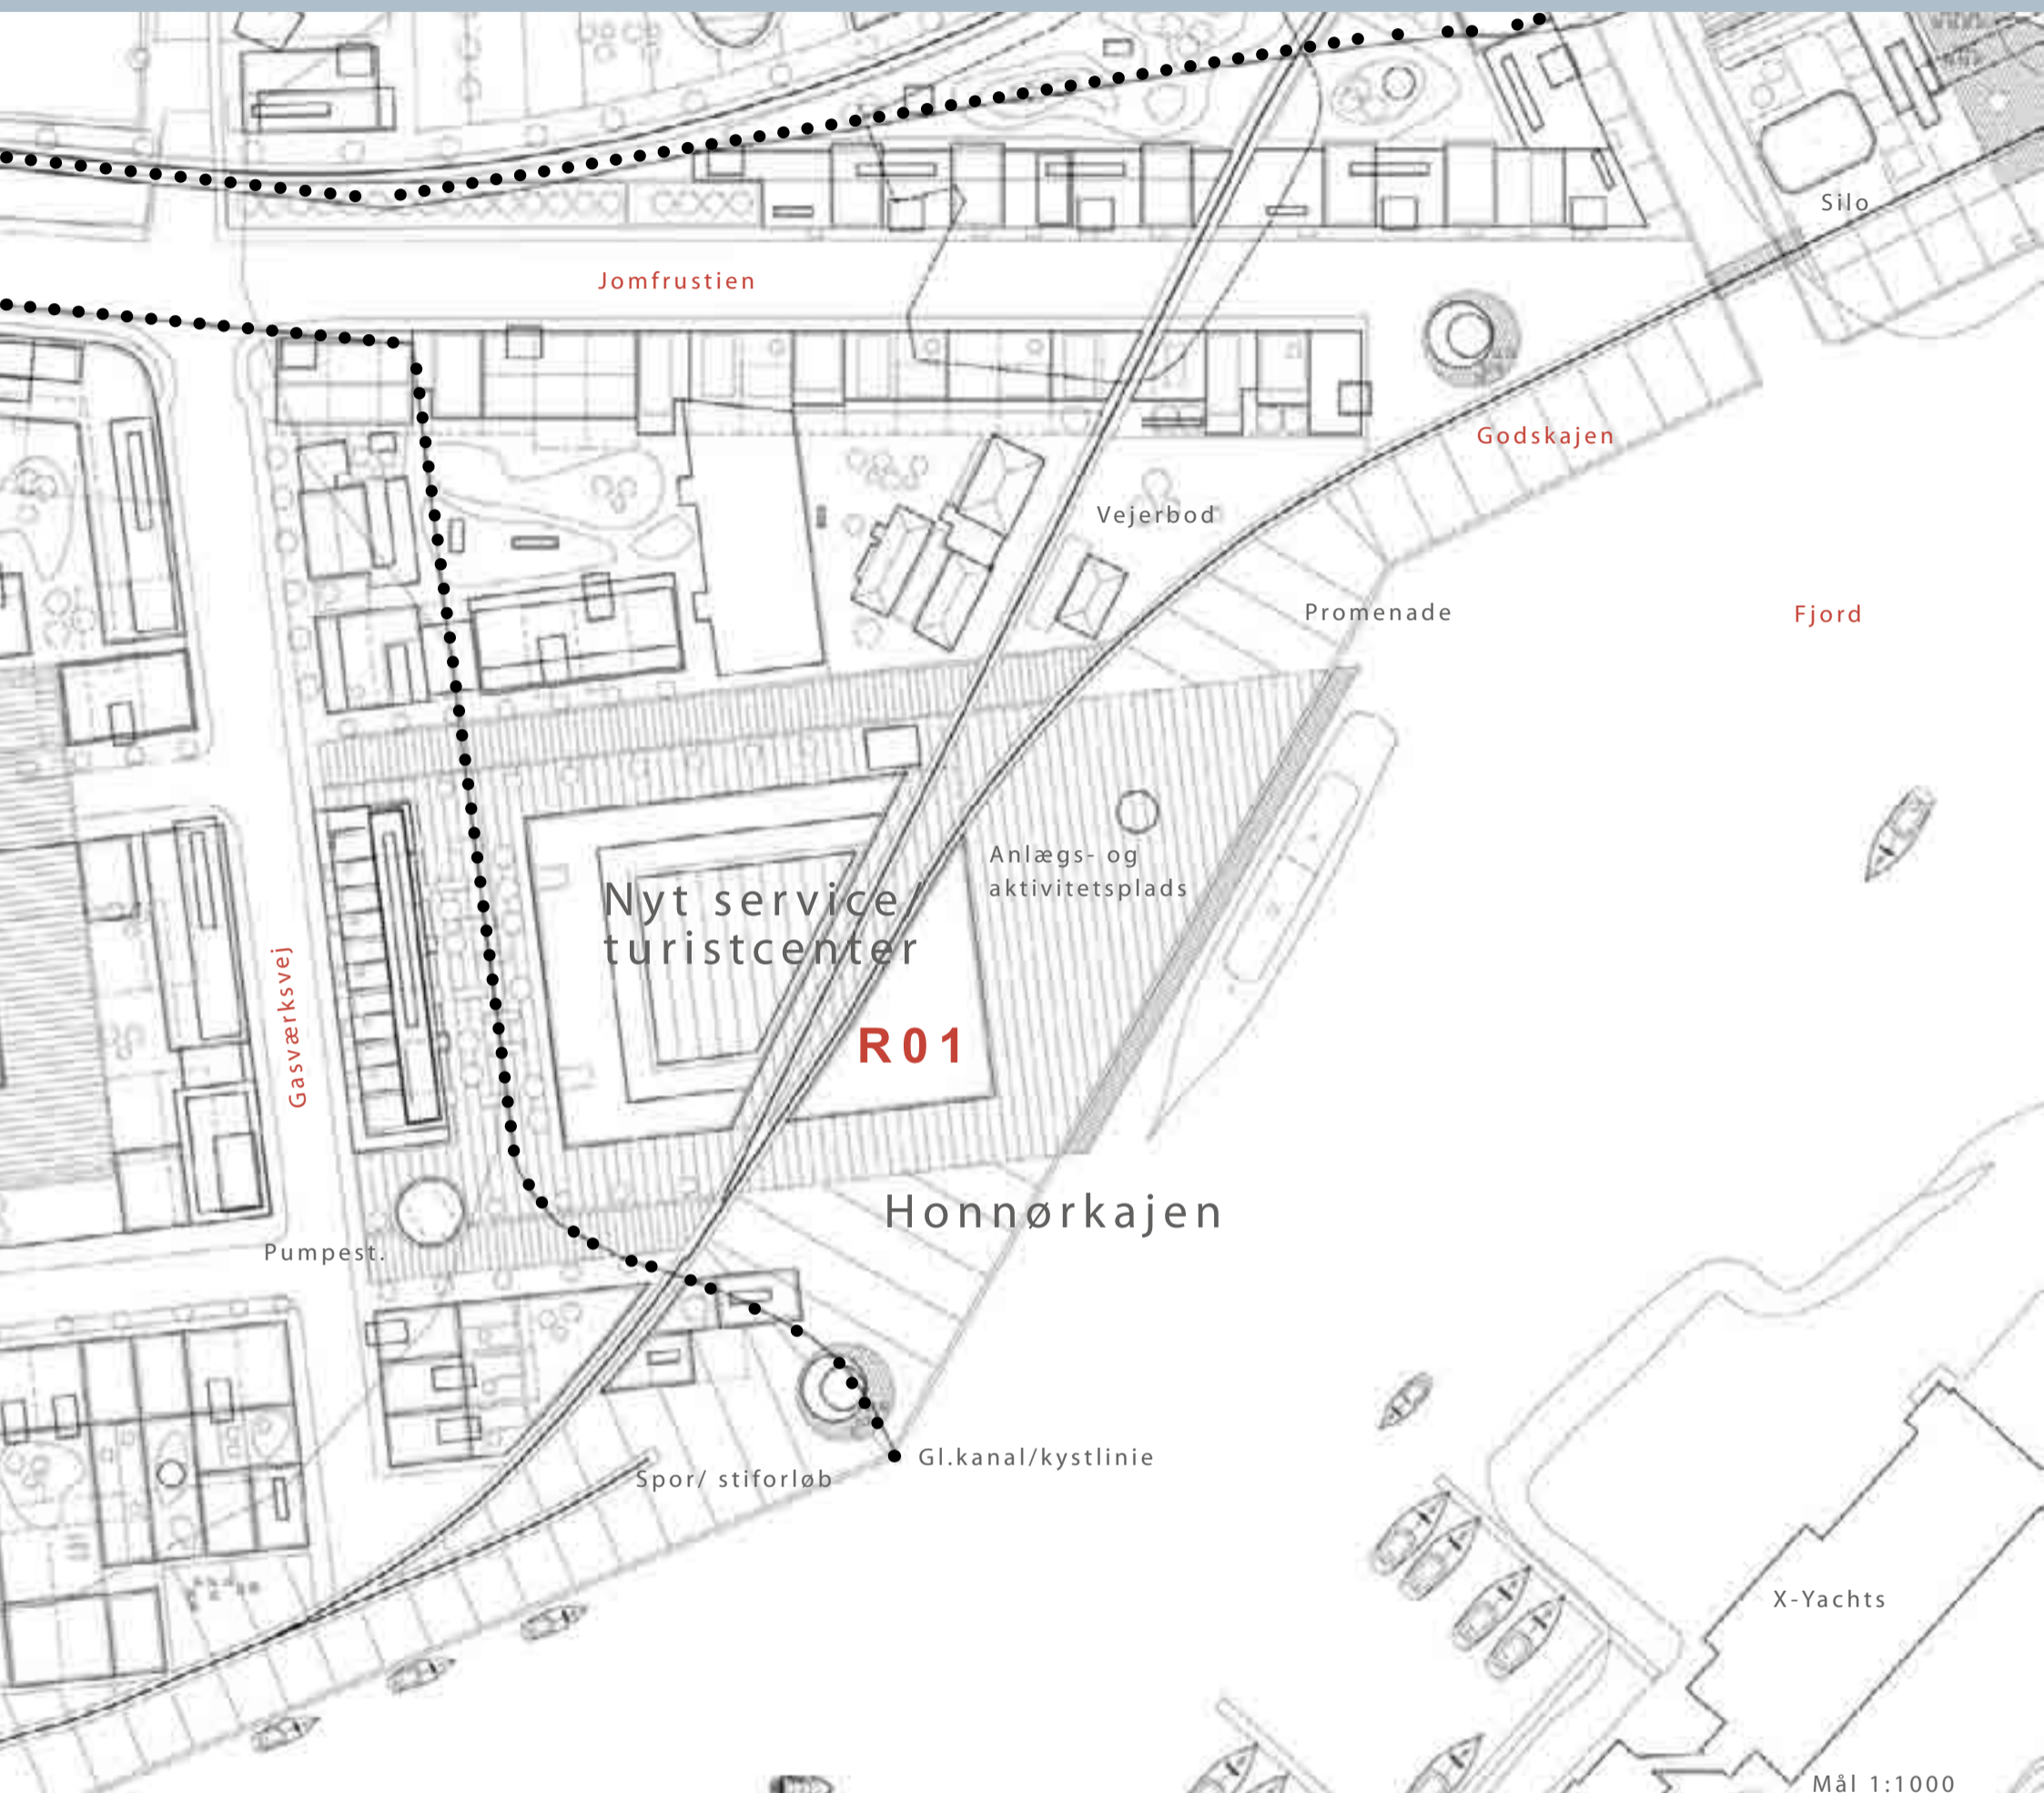 Silo
Jomfrustien
Godskajen
Vejerbod
Promenade
Fjord
Anlægs- og
aktivitetsplads
Nyt service/
turistcenter
Gasværksvej
R01
Honnørkajen
Pumpest.
Gl.kanal/kystlinie
Spor/ stiforløb
X-Yachts
Mål 1:1000